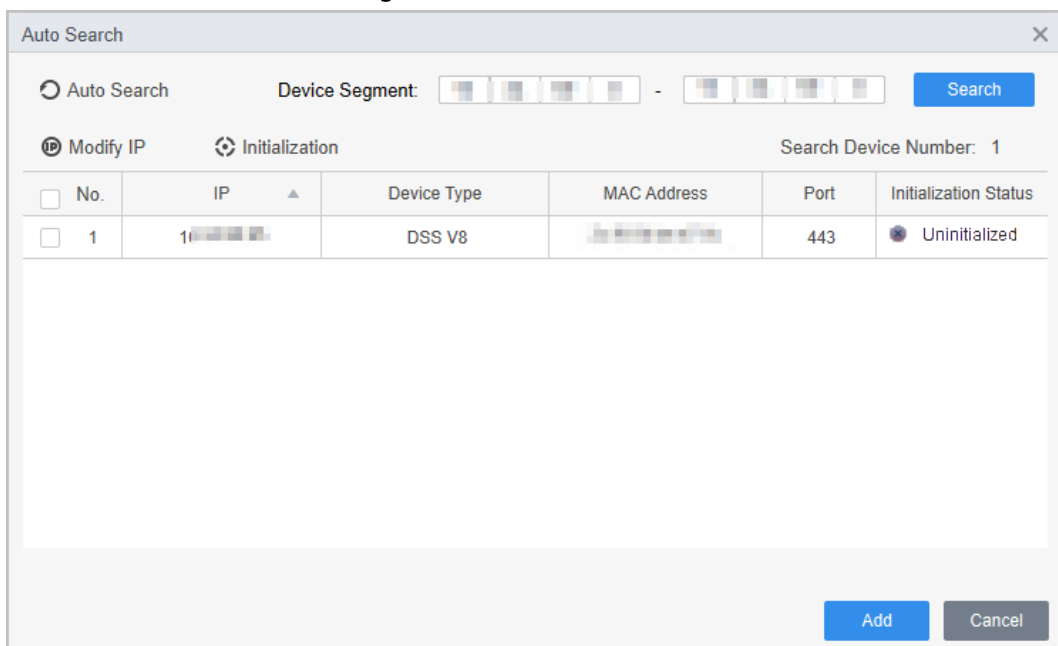 Auto Search
Auto Search Device Segment: - Search
Modify IP Initialization Search Device Number: 1
No. IP Device Type MAC Address Port Initialization Status
1 DSS V8 443 Uninitialized
Add Cancel